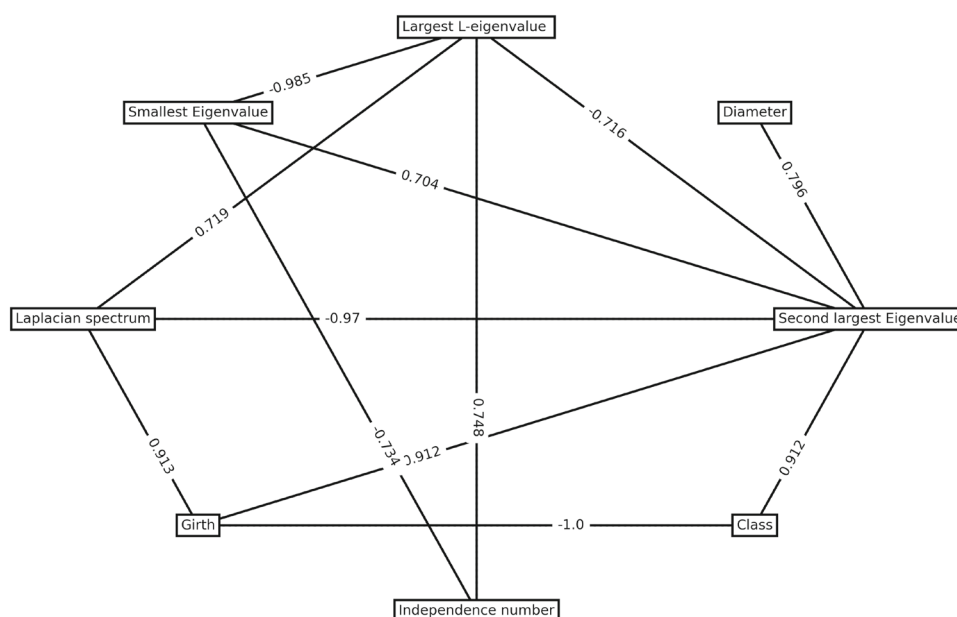 Largest L-eigenvalue
-0.985
Smallest Eigenvalue
Diameter
-0.716
0.704
0.796
0.719
Laplacian spectrum
-0.97
Second largest Eigenvalue
0.748
-0.734
0.912
0.913
0.912
Girth
-1.0
Class
Independence number